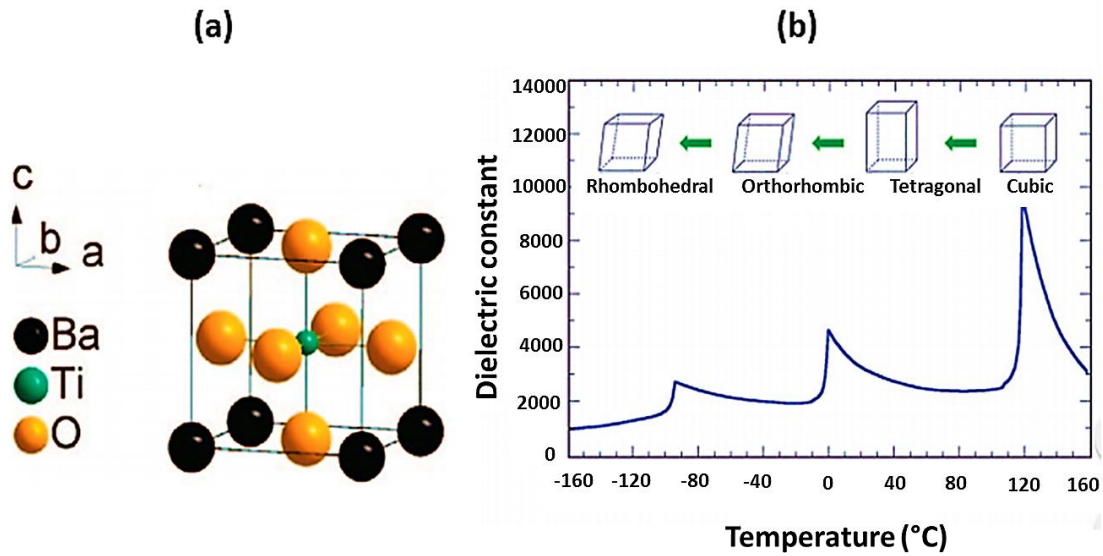 (a)
(b)
c
b
a
Ba
Ti
O
Dielectric constant
14000
12000
10000
8000
6000
4000
2000
0
Rhombohedral Orthorhombic Tetragonal Cubic
-160 -120 -80 -40 0 40 80 120 160
Temperature (°C)